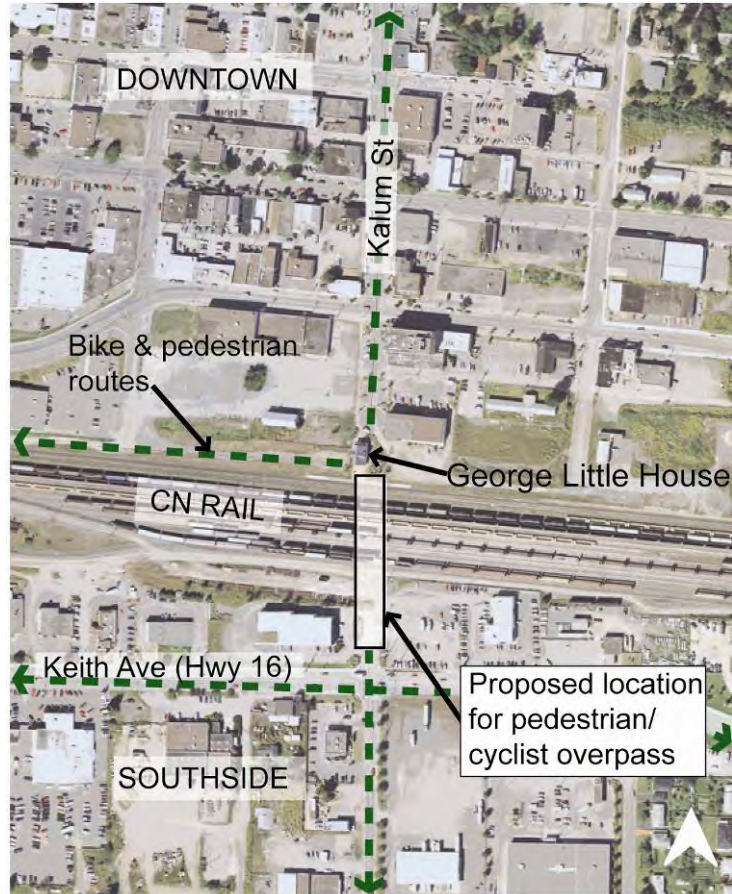 DOWNTOWN
Kalum St
Bike & pedestrian
routes
George Little House
CN RAIL
Keith Ave (Hwy 16)
Proposed location
for pedestrian/
cyclist overpass
SOUTHSIDE